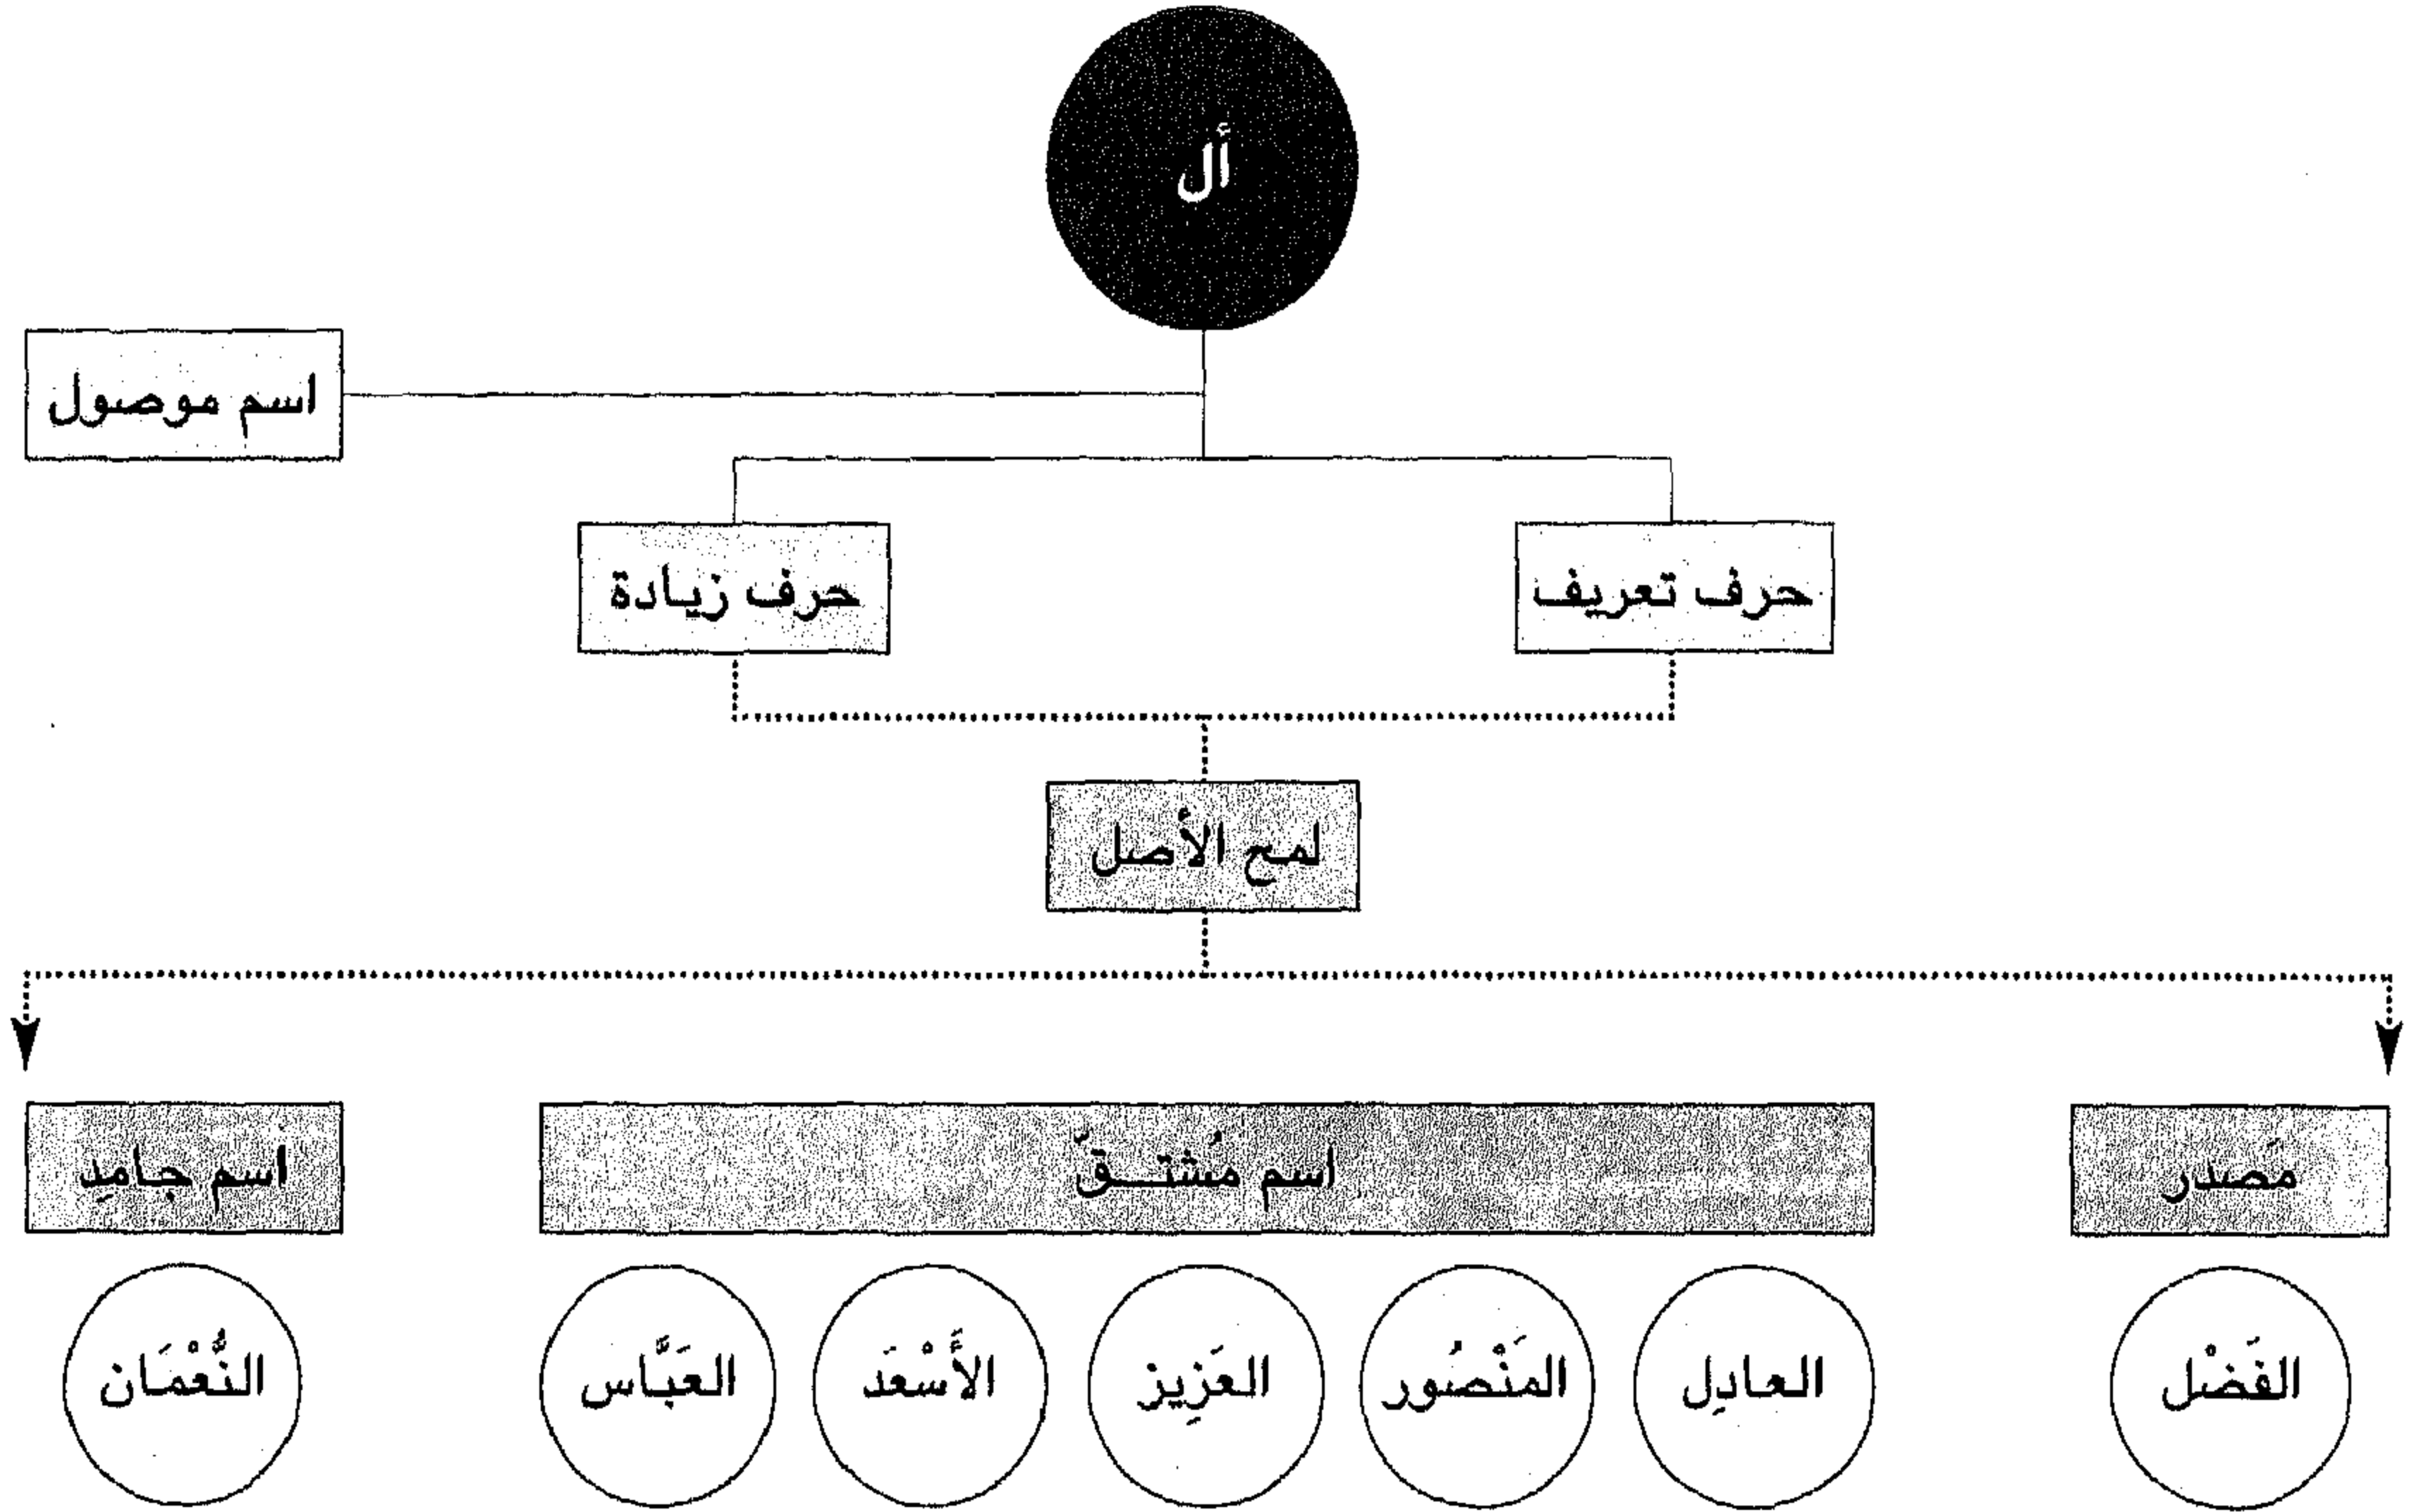 أل
اسم موصول
حرف تعريف
حرف زيادة
لمح الأصل
مَصدر
اسم مُشتـــقّ
اسم جامِد
الفَضْل
العادِل
المَنْصُور
العَزِيز
الأَسْعَد
العَبَّاس
النُّعْمَان